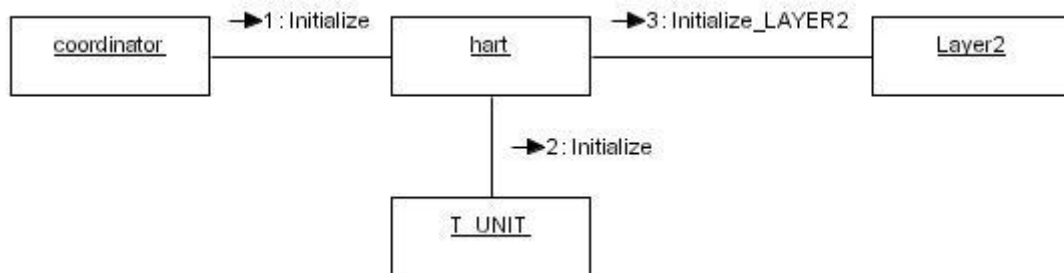 1: Initialize
3: Initialize_LAYER2
coordinator
hart
Layer2
2: Initialize
T_UNIT